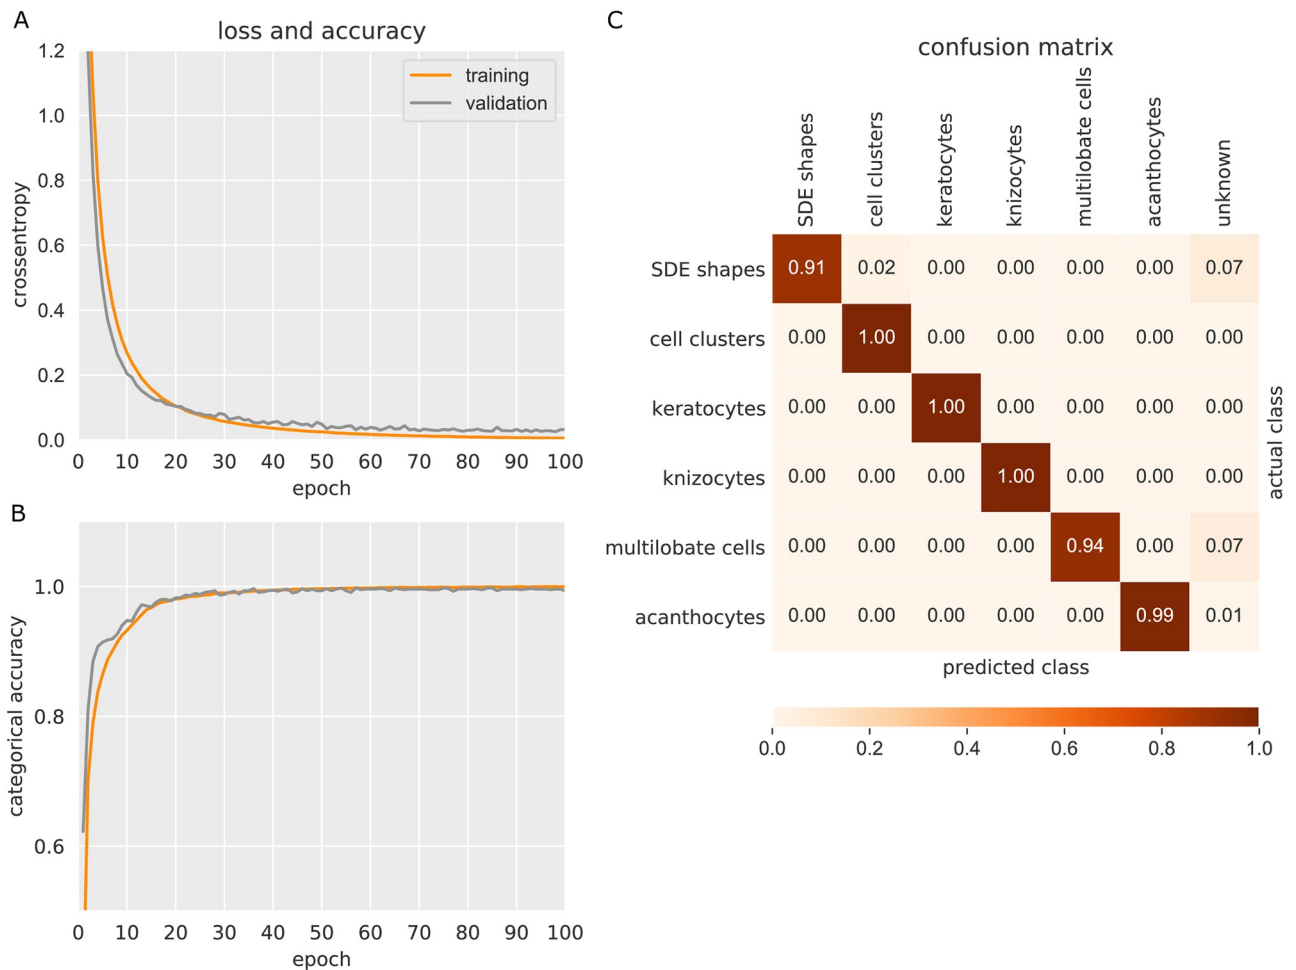 A
loss and accuracy
1.2
1.0
0.8
0.6
0.4
0.2
0.0
crossentropy
training
validation
0 10 20 30 40 50 60 70 80 90 100
epoch
B
1.0
0.8
0.6
categorical accuracy
0 10 20 30 40 50 60 70 80 90 100
epoch
C
confusion matrix
SDE shapes
cell clusters
keratocytes
knizocytes
multilobate cells
acanthocytes
unknown
SDE shapes 0.91 0.02 0.00 0.00 0.00 0.00 0.07
cell clusters 0.00 1.00 0.00 0.00 0.00 0.00 0.00
keratocytes 0.00 0.00 1.00 0.00 0.00 0.00 0.00
knizocytes 0.00 0.00 0.00 1.00 0.00 0.00 0.00
multilobate cells 0.00 0.00 0.00 0.00 0.94 0.00 0.07
acanthocytes 0.00 0.00 0.00 0.00 0.00 0.99 0.01
actual class
predicted class
0.0 0.2 0.4 0.6 0.8 1.0